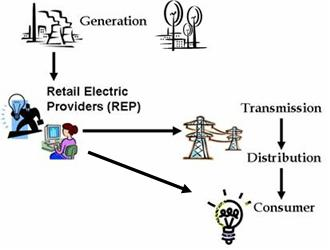 Generation
Retail Electric
Providers (REP)
Transmission
Distribution
Consumer